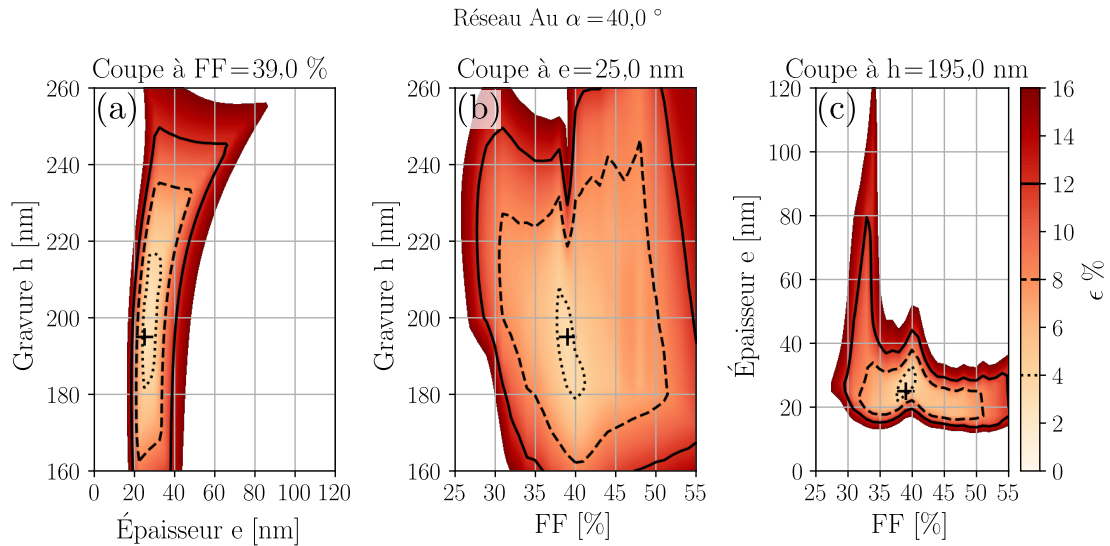 Réseau Au α=40,0 °
Coupe à FF=39,0 %
(a)
Gravure h [nm]
260
240
220
200
180
160
0 20 40 60 80 100 120
Épaisseur e [nm]
Coupe à e=25,0 nm
(b)
Gravure h [nm]
260
240
220
200
180
160
25 30 35 40 45 50 55
FF [%]
Coupe à h=195,0 nm
(c)
Épaisseur e [nm]
120
100
80
60
40
20
0
25 30 35 40 45 50 55
FF [%]
16
14
12
10
8
6
4
2
0
ϵ %